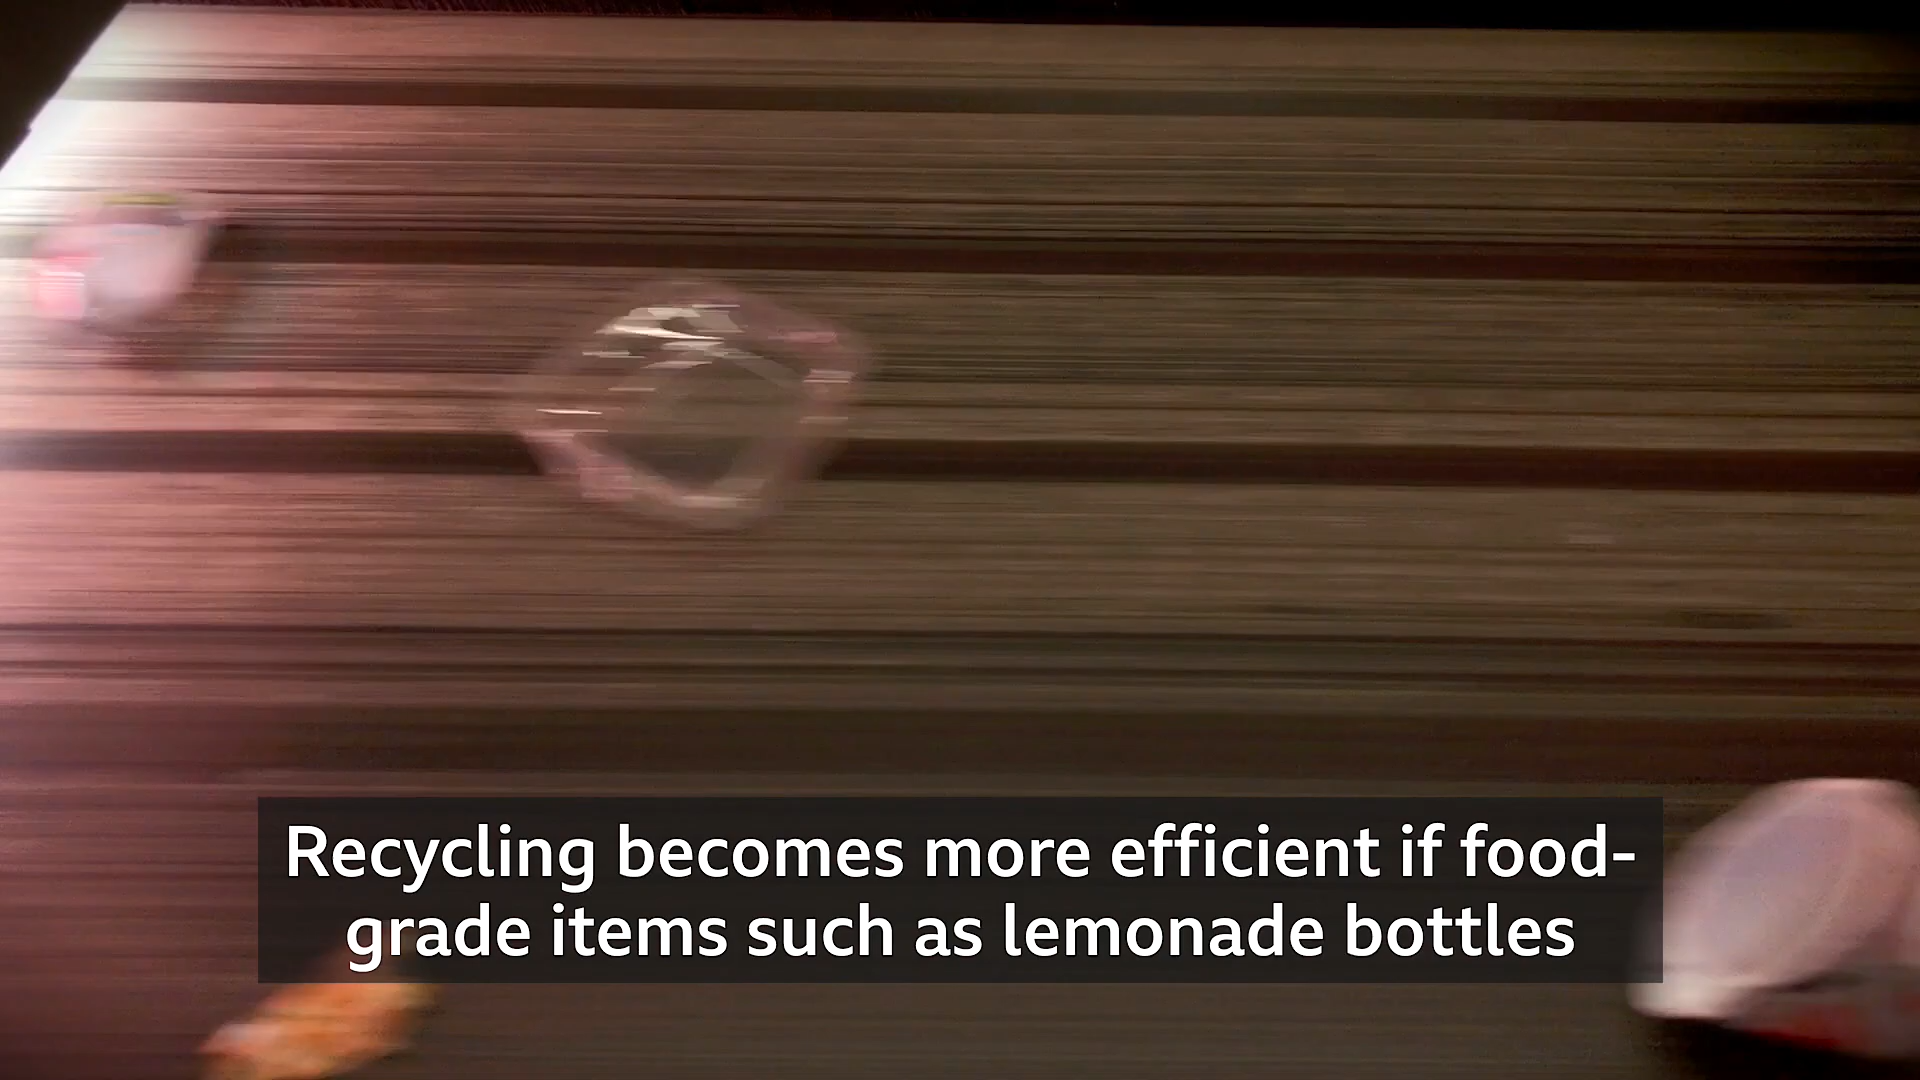 Recycling becomes more efficient if food-
grade items such as lemonade bottles